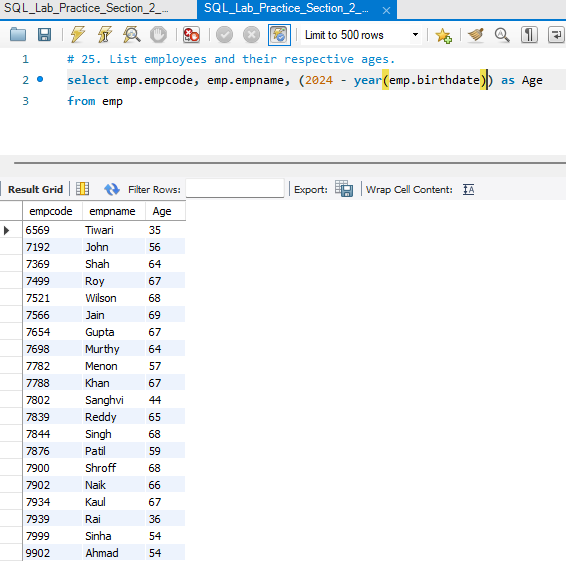 SQL_Lab_Practice_Section_2_... SQL_Lab_Practice_Section_2_...
Limit to 500 rows
1 # 25. List employees and their respective ages.
2 select emp.empcode, emp.empname, (2024 - year(emp.birthdate)) as Age
3 from emp
Result Grid Filter Rows: Export: Wrap Cell Content:
empcode empname Age
6569 Tiwari 35
7192 John 56
7369 Shah 64
7499 Roy 67
7521 Wilson 68
7566 Jain 69
7654 Gupta 67
7698 Murthy 64
7782 Menon 57
7788 Khan 67
7802 Sanghvi 44
7839 Reddy 65
7844 Singh 68
7876 Patil 59
7900 Shroff 68
7902 Naik 66
7934 Kaul 67
7939 Rai 36
7999 Sinha 54
9902 Ahmad 54